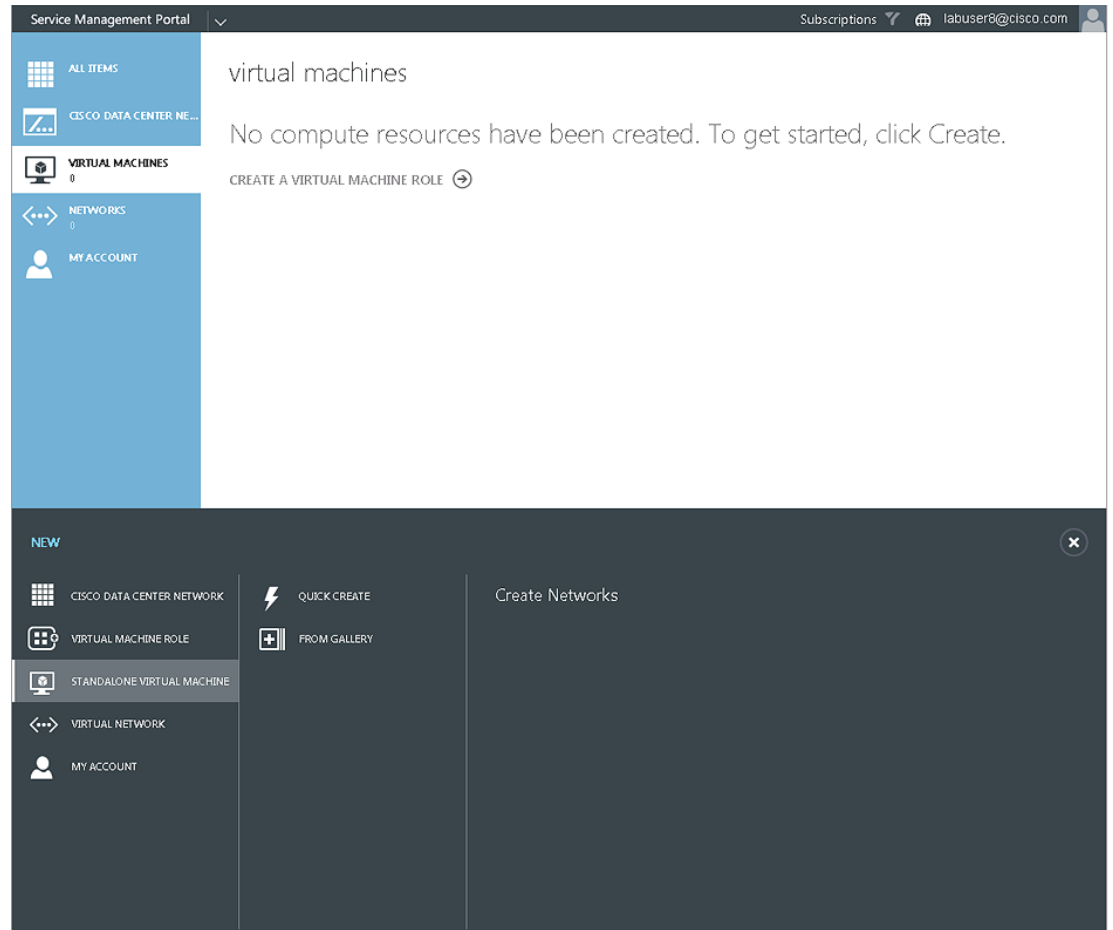 Service Management Portal
Subscriptions
labuser8@cisco.com
ALL ITEMS
CISCO DATA CENTER NE...
VIRTUAL MACHINES
0
NETWORKS
0
MY ACCOUNT
virtual machines
No compute resources have been created. To get started, click Create.
CREATE A VIRTUAL MACHINE ROLE
NEW
CISCO DATA CENTER NETWORK
VIRTUAL MACHINE ROLE
STANDALONE VIRTUAL MACHINE
VIRTUAL NETWORK
MY ACCOUNT
QUICK CREATE
FROM GALLERY
Create Networks